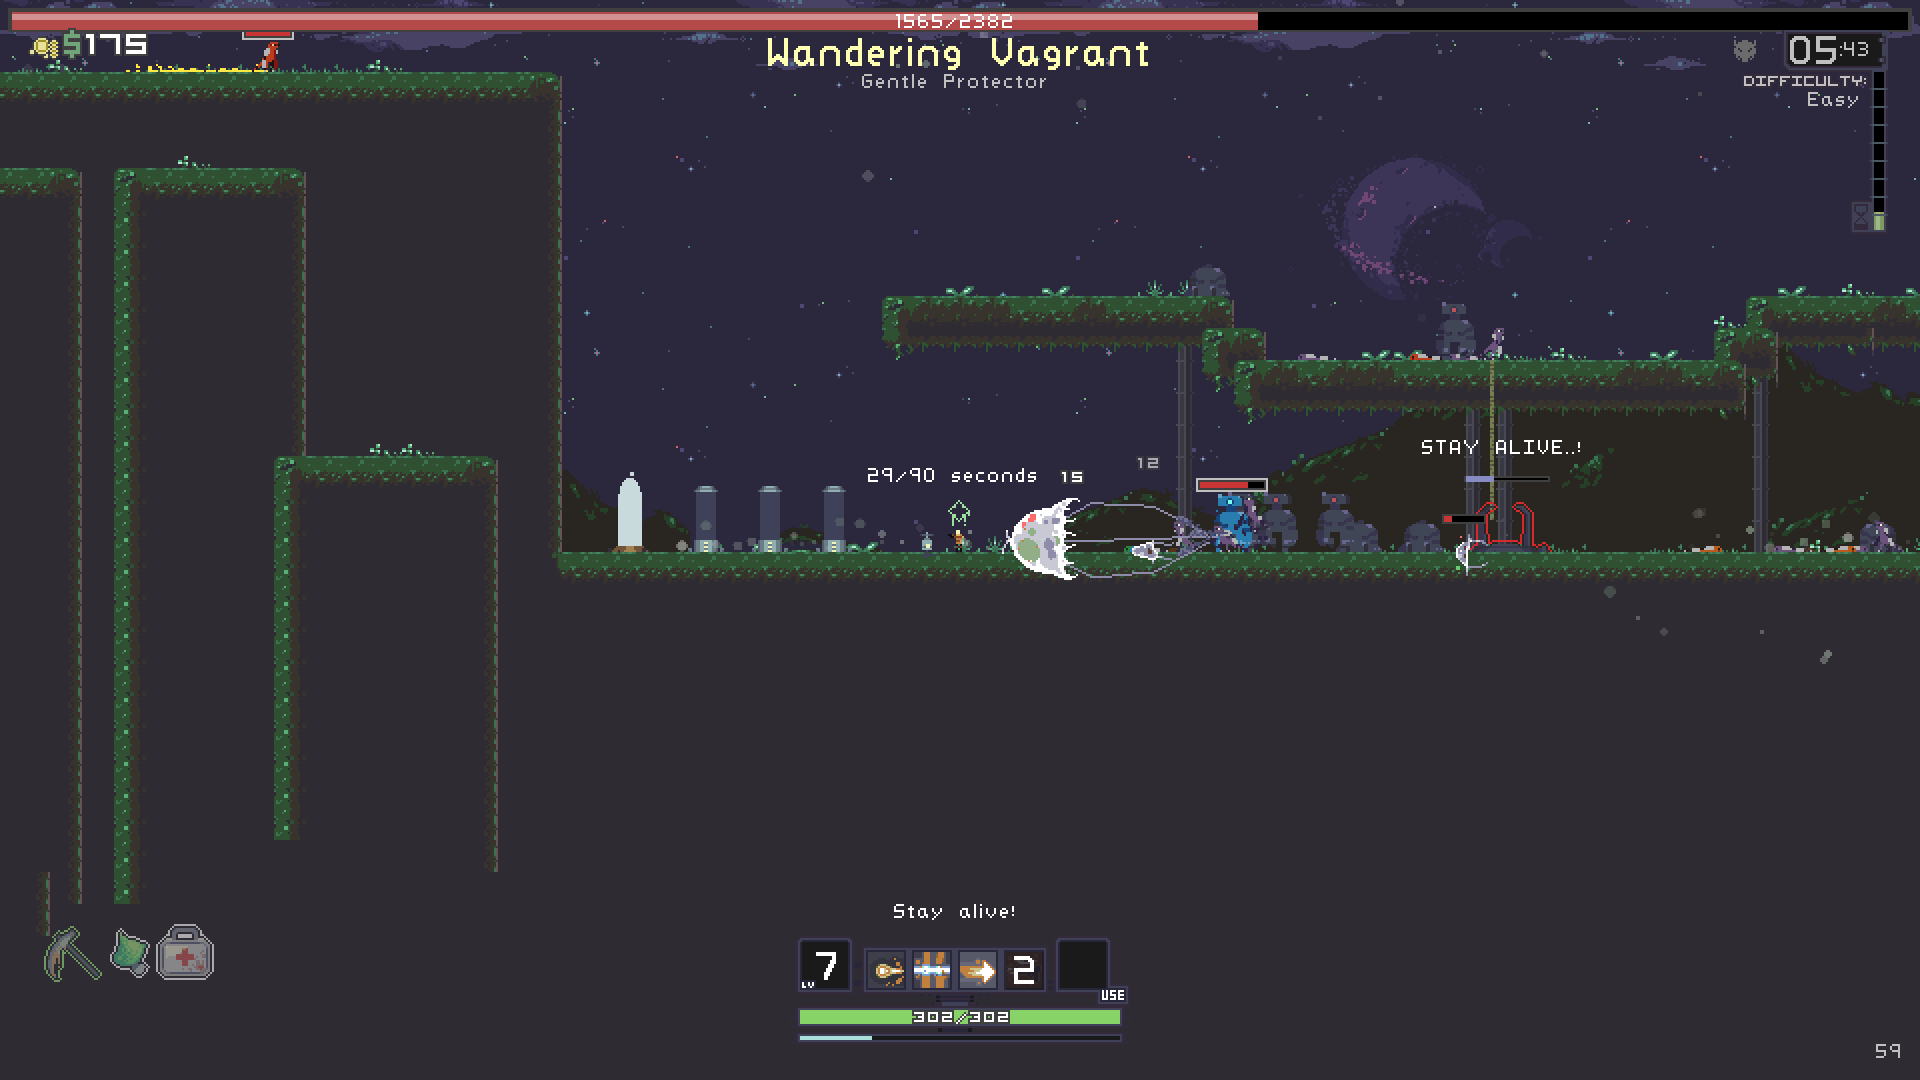 1565/2382
$175
Wandering Vagrant
Gentle Protector
05:43
DIFFICULTY:
Easy
STAY ALIVE..!
29/90 seconds
15
12
Stay alive!
7
LV
2
USE
302/302
59